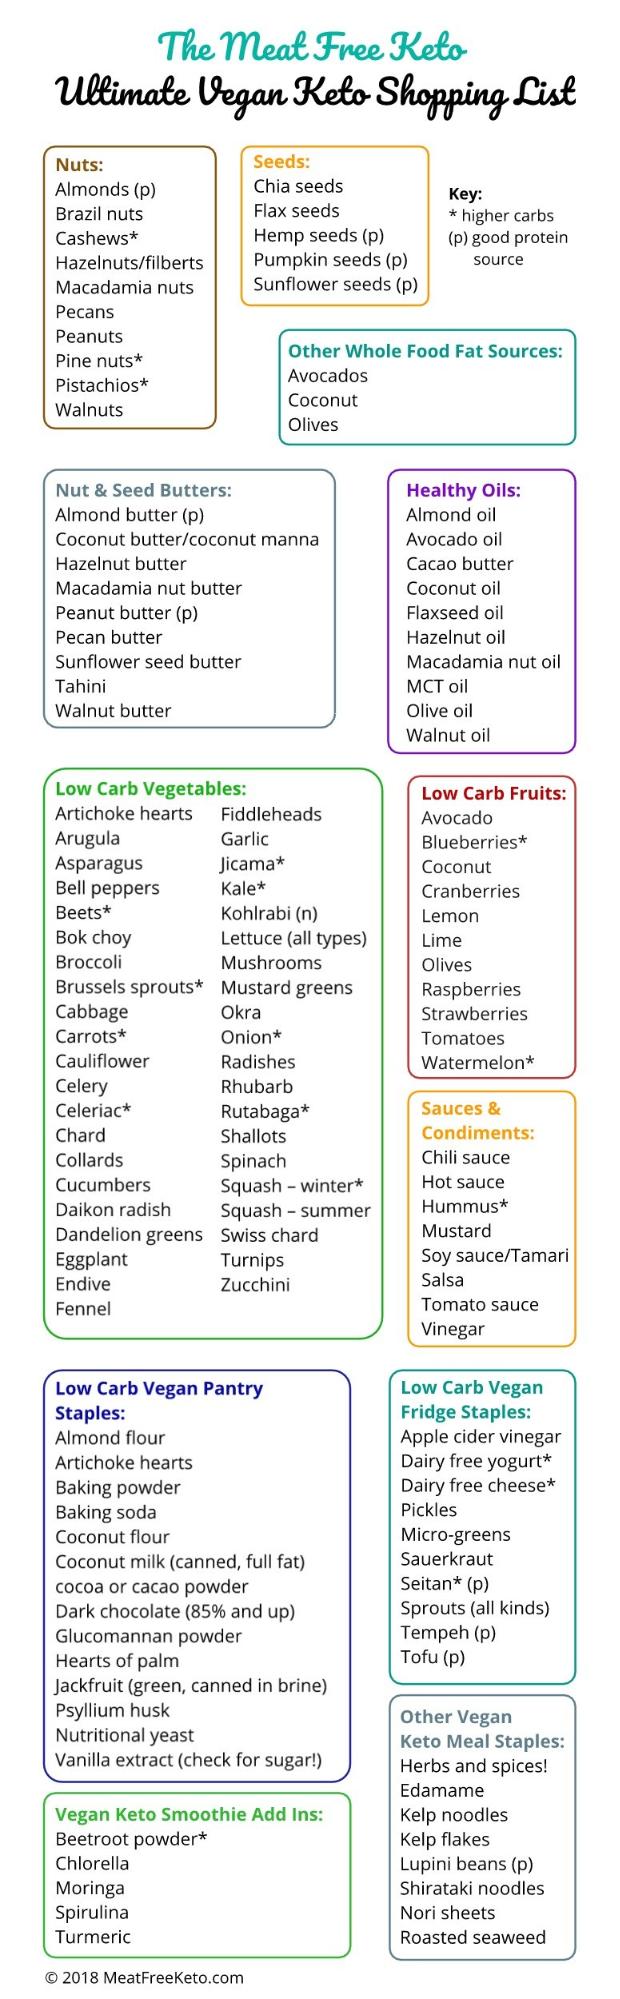 The Meat Free Keto
Ultimate Vegan Keto Shopping List
Nuts:
Almonds (p)
Brazil nuts
Cashews*
Hazelnuts/filberts
Macadamia nuts
Pecans
Peanuts
Pine nuts*
Pistachios*
Walnuts
Seeds:
Chia seeds
Flax seeds
Hemp seeds (p)
Pumpkin seeds (p)
Sunflower seeds (p)
Key:
* higher carbs
(p) good protein
source
Other Whole Food Fat Sources:
Avocados
Coconut
Olives
Nut & Seed Butters:
Almond butter (p)
Coconut butter/coconut manna
Hazelnut butter
Macadamia nut butter
Peanut butter (p)
Pecan butter
Sunflower seed butter
Tahini
Walnut butter
Healthy Oils:
Almond oil
Avocado oil
Cacao butter
Coconut oil
Flaxseed oil
Hazelnut oil
Macadamia nut oil
MCT oil
Olive oil
Walnut oil
Low Carb Vegetables:
Artichoke hearts
Arugula
Asparagus
Bell peppers
Beets*
Bok choy
Broccoli
Brussels sprouts*
Cabbage
Carrots*
Cauliflower
Celery
Celeriac*
Chard
Collards
Cucumbers
Daikon radish
Dandelion greens
Eggplant
Endive
Fennel
Fiddleheads
Garlic
Jicama*
Kale*
Kohlrabi (n)
Lettuce (all types)
Mushrooms
Mustard greens
Okra
Onion*
Radishes
Rhubarb
Rutabaga*
Shallots
Spinach
Squash – winter*
Squash – summer
Swiss chard
Turnips
Zucchini
Low Carb Fruits:
Avocado
Blueberries*
Coconut
Cranberries
Lemon
Lime
Olives
Raspberries
Strawberries
Tomatoes
Watermelon*
Sauces &
Condiments:
Chili sauce
Hot sauce
Hummus*
Mustard
Soy sauce/Tamari
Salsa
Tomato sauce
Vinegar
Low Carb Vegan Pantry
Staples:
Almond flour
Artichoke hearts
Baking powder
Baking soda
Coconut flour
Coconut milk (canned, full fat)
cocoa or cacao powder
Dark chocolate (85% and up)
Glucomannan powder
Hearts of palm
Jackfruit (green, canned in brine)
Psyllium husk
Nutritional yeast
Vanilla extract (check for sugar!)
Low Carb Vegan
Fridge Staples:
Apple cider vinegar
Dairy free yogurt*
Dairy free cheese*
Pickles
Micro-greens
Sauerkraut
Seitan* (p)
Sprouts (all kinds)
Tempeh (p)
Tofu (p)
Vegan Keto Smoothie Add Ins:
Beetroot powder*
Chlorella
Moringa
Spirulina
Turmeric
Other Vegan
Keto Meal Staples:
Herbs and spices!
Edamame
Kelp noodles
Kelp flakes
Lupini beans (p)
Shirataki noodles
Nori sheets
Roasted seaweed
© 2018 MeatFreeKeto.com